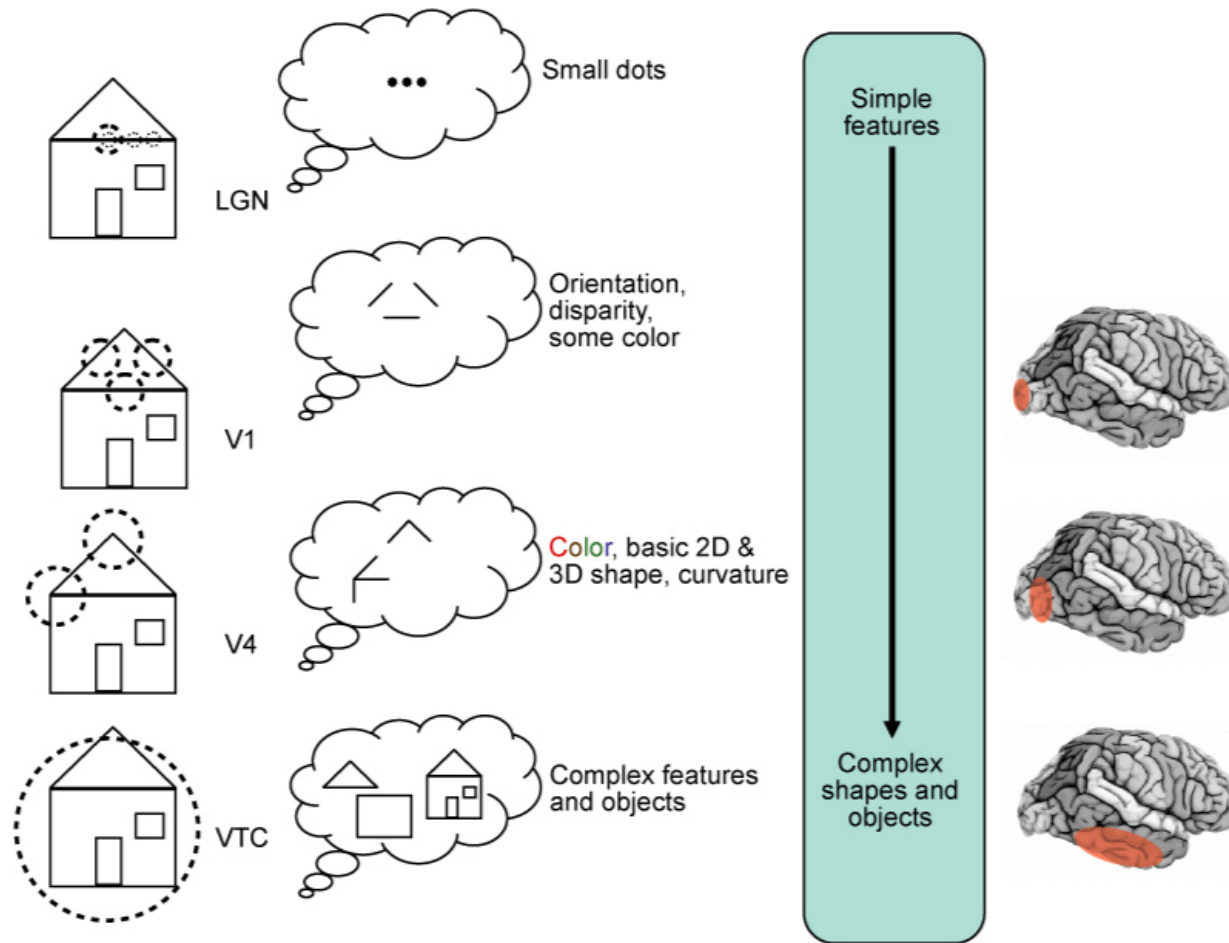 Small dots
LGN
Orientation,
disparity,
some color
V1
Color, basic 2D &
3D shape, curvature
V4
Complex features
and objects
VTC
Simple
features
Complex
shapes and
objects